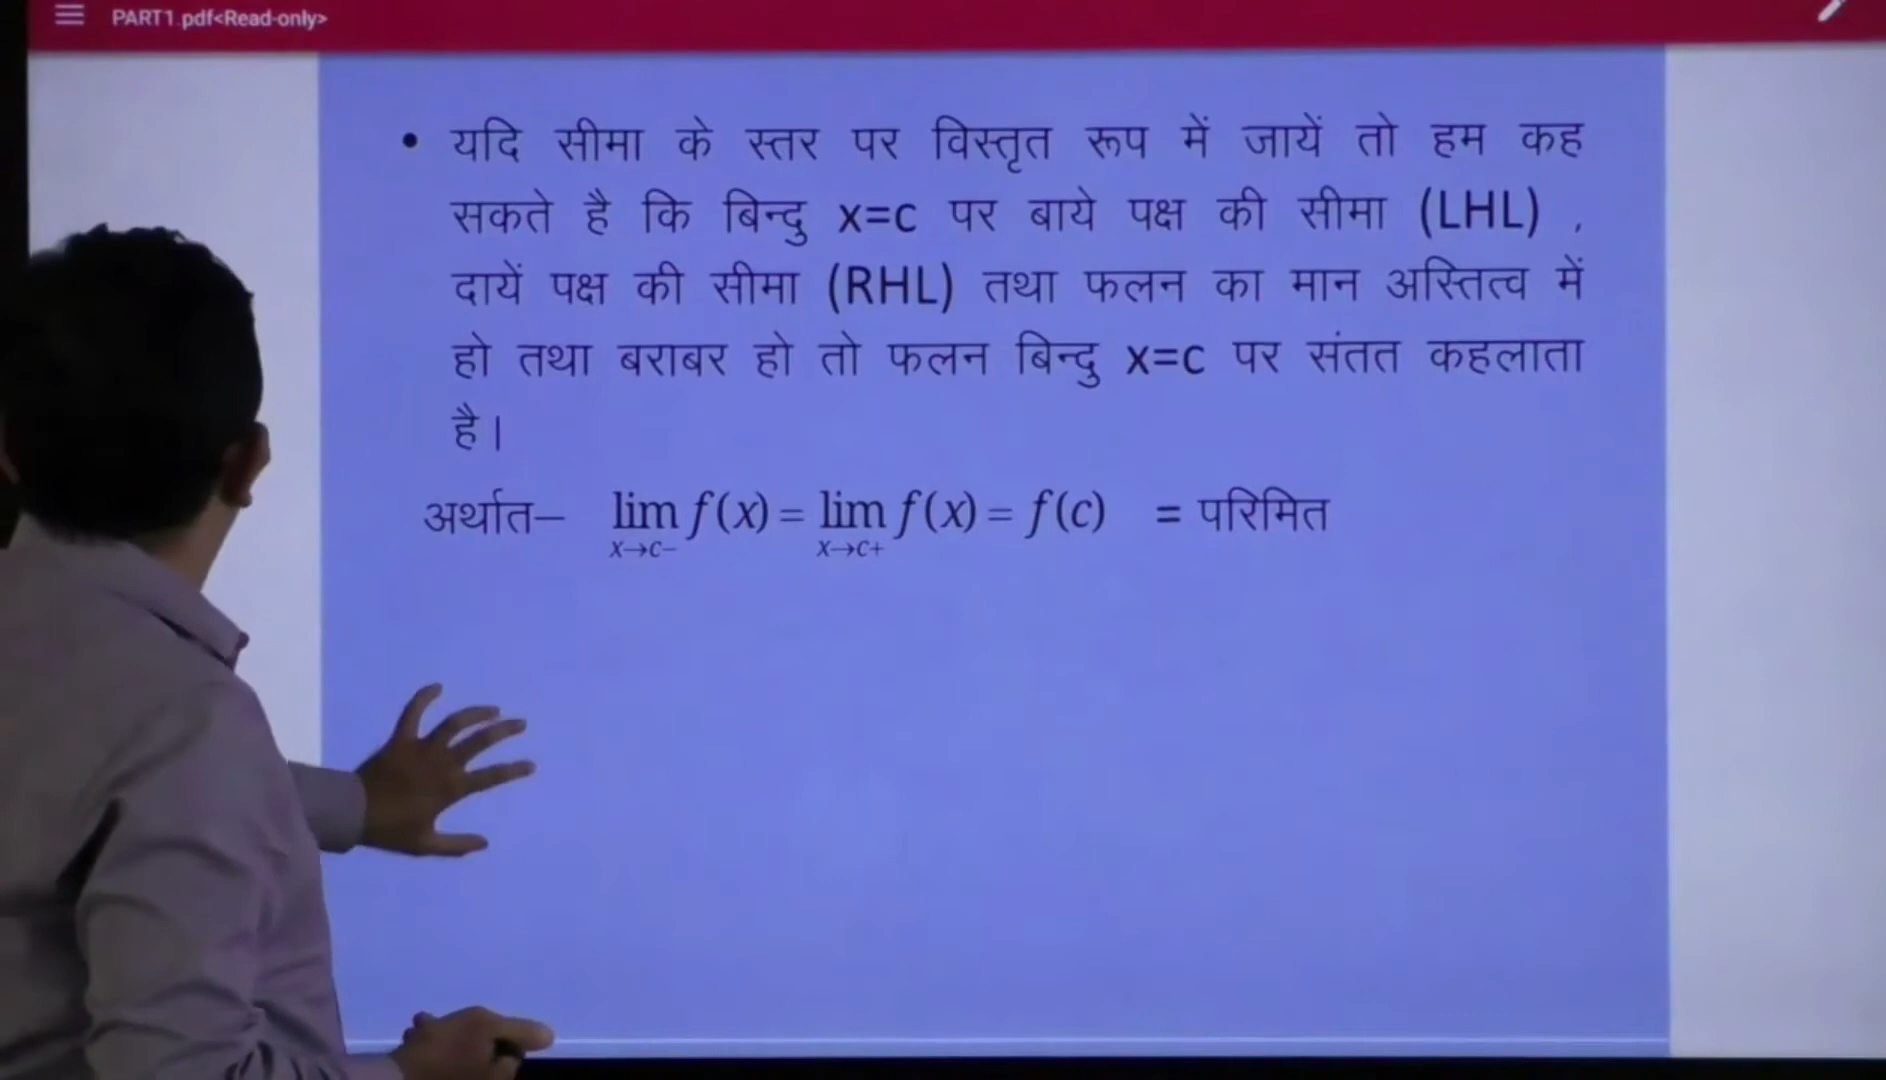 PART1.pdf<Read-only>
• यदि सीमा के स्तर पर विस्तृत रूप में जायें तो हम कह
सकते है कि बिन्दु x=c पर बाये पक्ष की सीमा (LHL) ,
दायें पक्ष की सीमा (RHL) तथा फलन का मान अस्तित्व में
हो तथा बराबर हो तो फलन बिन्दु x=c पर संतत कहलाता
है।
अर्थात– lim f(x) = lim f(x) = f(c) = परिमित
x→c− x→c+